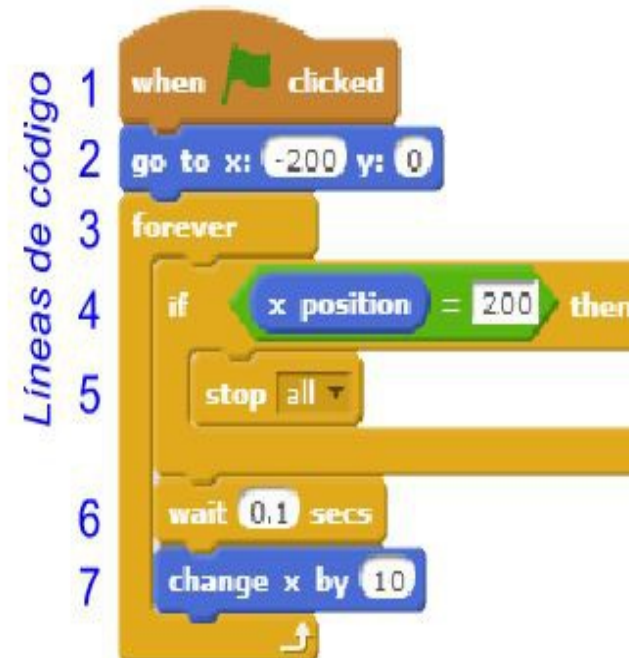 Líneas de código
1 when clicked
2 go to x: -200 y: 0
3 forever
4 if x position = 200 then
5 stop all
6 wait 0.1 secs
7 change x by 10